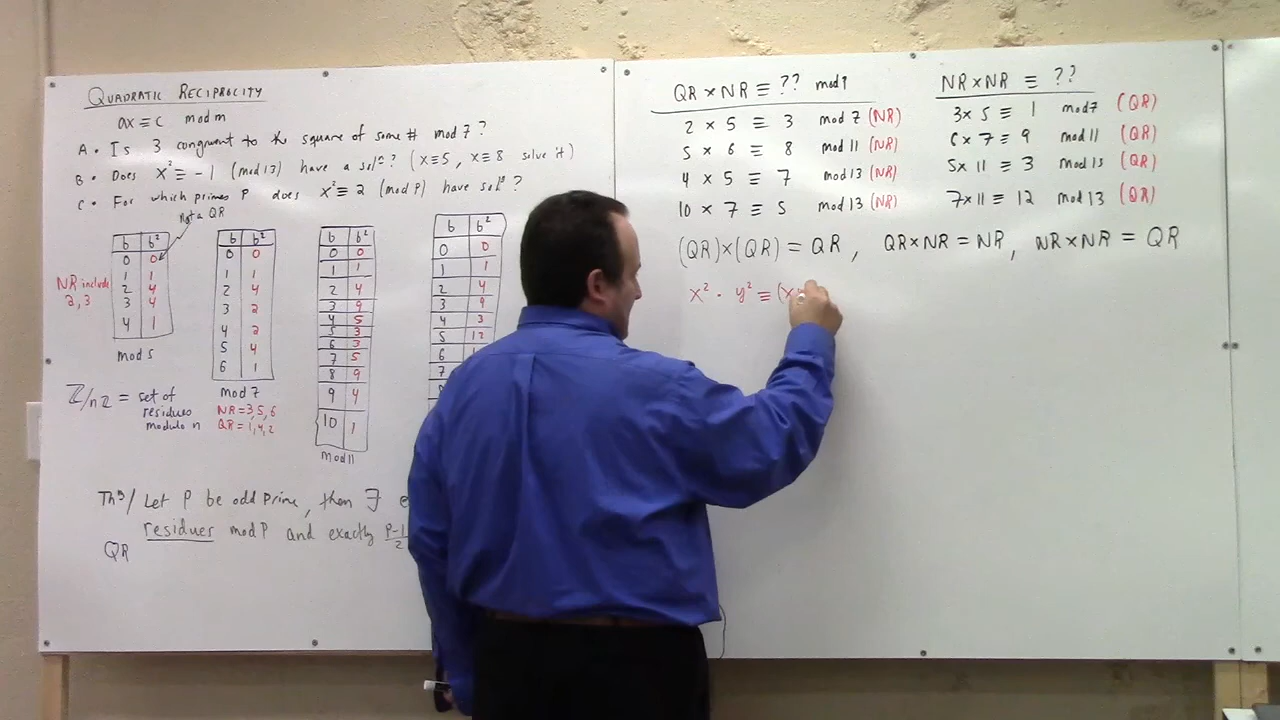 QUADRATIC RECIPROCITY
ax ≡ c mod m
A. Is 3 congruent to the square of some # mod 7?
B. Does x² ≡ -1 (mod 13) have a solⁿ? (x≡5, x≡8 solve it)
C. For which primes P does x² ≡ 2 (mod P) have solⁿ?
not a QR
b b²
0 0
1 1
2 4
3 4
4 1
mod 5
NR include
2, 3
b b²
0 0
1 1
2 4
3 2
4 2
5 4
6 1
mod 7
NR = 3, 5, 6
QR = 1, 4, 2
b b²
0 0
1 1
2 4
3 9
4 5
5 3
6 3
7 5
8 9
9 4
10 1
mod 11
b b²
0 0
1 1
2 4
3 9
4 3
5 12
6
7
ℤ/nℤ = set of
residues
modulo n
Thᵐ/ Let P be odd prime, then ∃
residues mod P and exactly P-1/2
QR
QR × NR ≡ ?? mod P
2 × 5 ≡ 3 mod 7 (NR)
5 × 6 ≡ 8 mod 11 (NR)
4 × 5 ≡ 7 mod 13 (NR)
10 × 7 ≡ 5 mod 13 (NR)
NR × NR ≡ ??
3 × 5 ≡ 1 mod 7 (QR)
6 × 7 ≡ 9 mod 11 (QR)
5 × 11 ≡ 3 mod 13 (QR)
7 × 11 ≡ 12 mod 13 (QR)
(QR)×(QR) = QR, QR×NR = NR, NR×NR = QR
x² · y² ≡ (x